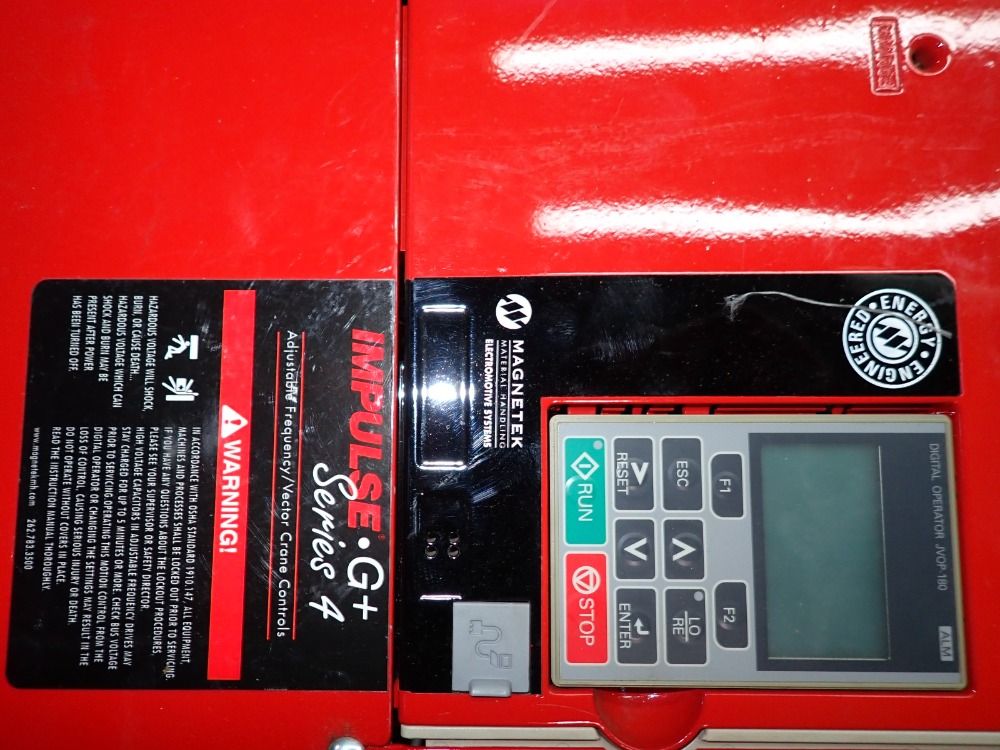 ENERGY • ENGINEERED •
MAGNETEK
MATERIAL HANDLING
ELECTROMOTIVE SYSTEMS
DIGITAL OPERATOR JVOP-180
ALM
F1
F2
ESC
LO
RE
RESET
ENTER
RUN
STOP
IMPULSE®•G+
Series 4
Adjustable Frequency/Vector Crane Controls
WARNING!
HAZARDOUS VOLTAGE WILL SHOCK,
BURN, OR CAUSE DEATH...
HAZARDOUS VOLTAGE WHICH CAN
SHOCK AND BURN MAY BE
PRESENT AFTER POWER
HAS BEEN TURNED OFF.
IN ACCORDANCE WITH OSHA STANDARD 1910.147, ALL EQUIPMENT,
MACHINES AND PROCESSES SHALL BE LOCKED OUT PRIOR TO SERVICING.
IF YOU HAVE ANY QUESTIONS ABOUT THE LOCKOUT PROCEDURES,
PLEASE SEE YOUR SUPERVISOR OR SAFETY DIRECTOR.
HIGH VOLTAGE CAPACITORS IN ADJUSTABLE FREQUENCY DRIVES MAY
STAY CHARGED FOR UP TO 5 MINUTES OR MORE. CHECK BUS VOLTAGE
PRIOR TO SERVICING. OPERATING THIS MOTION CONTROL FROM THE
DIGITAL OPERATOR OR CHANGING THE SETTINGS MAY RESULT IN THE
LOSS OF CONTROL, CAUSING SERIOUS INJURY OR DEATH.
DO NOT OPERATE WITHOUT COVERS IN PLACE.
READ THE INSTRUCTION MANUAL THOROUGHLY.
www.magnetekmh.com 262.783.3500